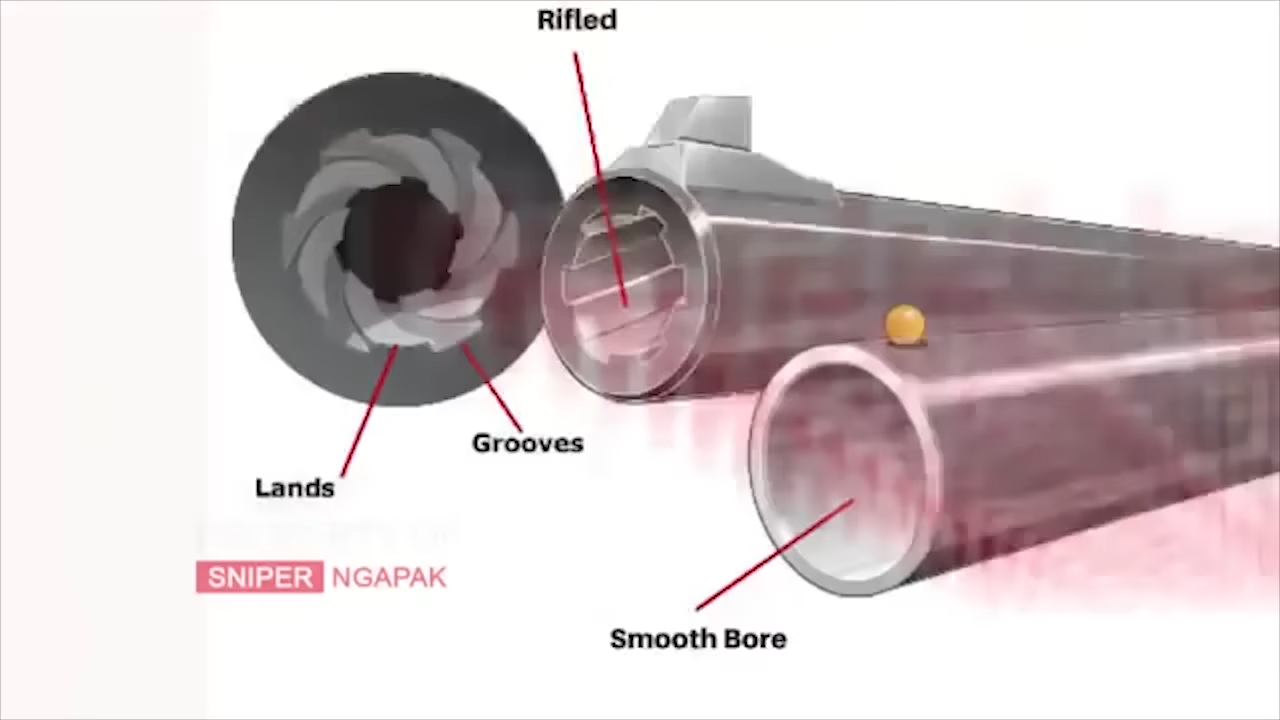 Rifled
Grooves
Lands
SNIPER NGAPAK
Smooth Bore